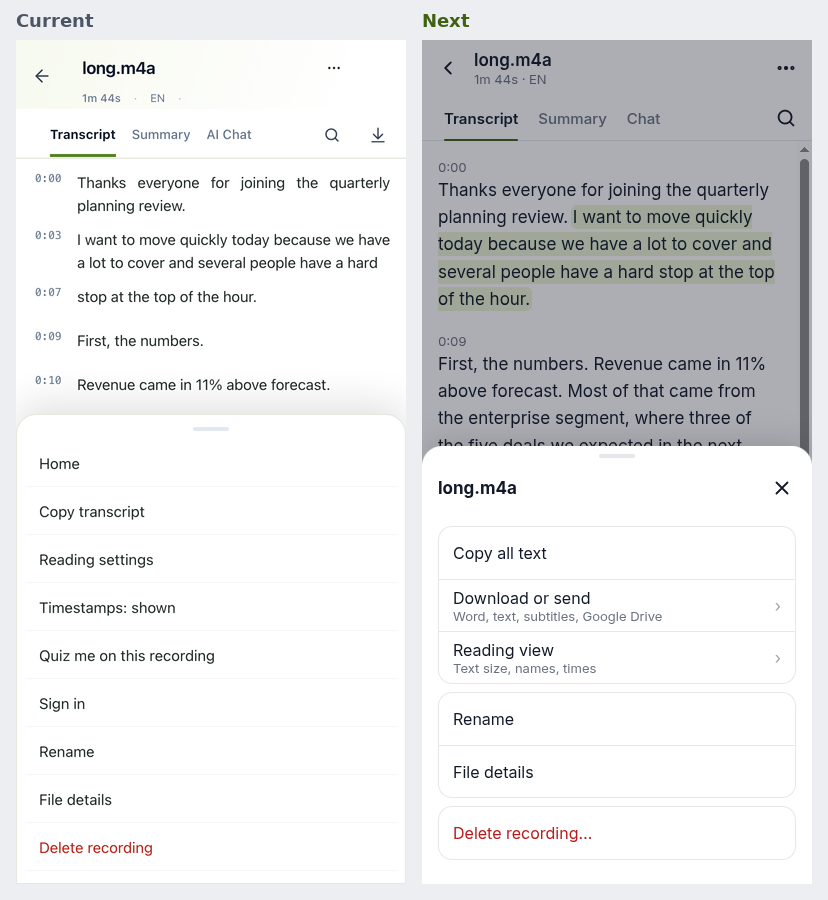 Current
long.m4a
1m 44s · EN ·
Transcript Summary AI Chat
0:00 Thanks everyone for joining the quarterly
planning review.
0:03 I want to move quickly today because we have
a lot to cover and several people have a hard
0:07 stop at the top of the hour.
0:09 First, the numbers.
0:10 Revenue came in 11% above forecast.
Home
Copy transcript
Reading settings
Timestamps: shown
Quiz me on this recording
Sign in
Rename
File details
Delete recording
Next
long.m4a
1m 44s · EN
Transcript Summary Chat
0:00
Thanks everyone for joining the quarterly
planning review. I want to move quickly
today because we have a lot to cover and
several people have a hard stop at the top
of the hour.
0:09
First, the numbers. Revenue came in 11%
above forecast. Most of that came from
the enterprise segment, where three of
the five deals we expected in the next
long.m4a
Copy all text
Download or send
Word, text, subtitles, Google Drive
Reading view
Text size, names, times
Rename
File details
Delete recording...